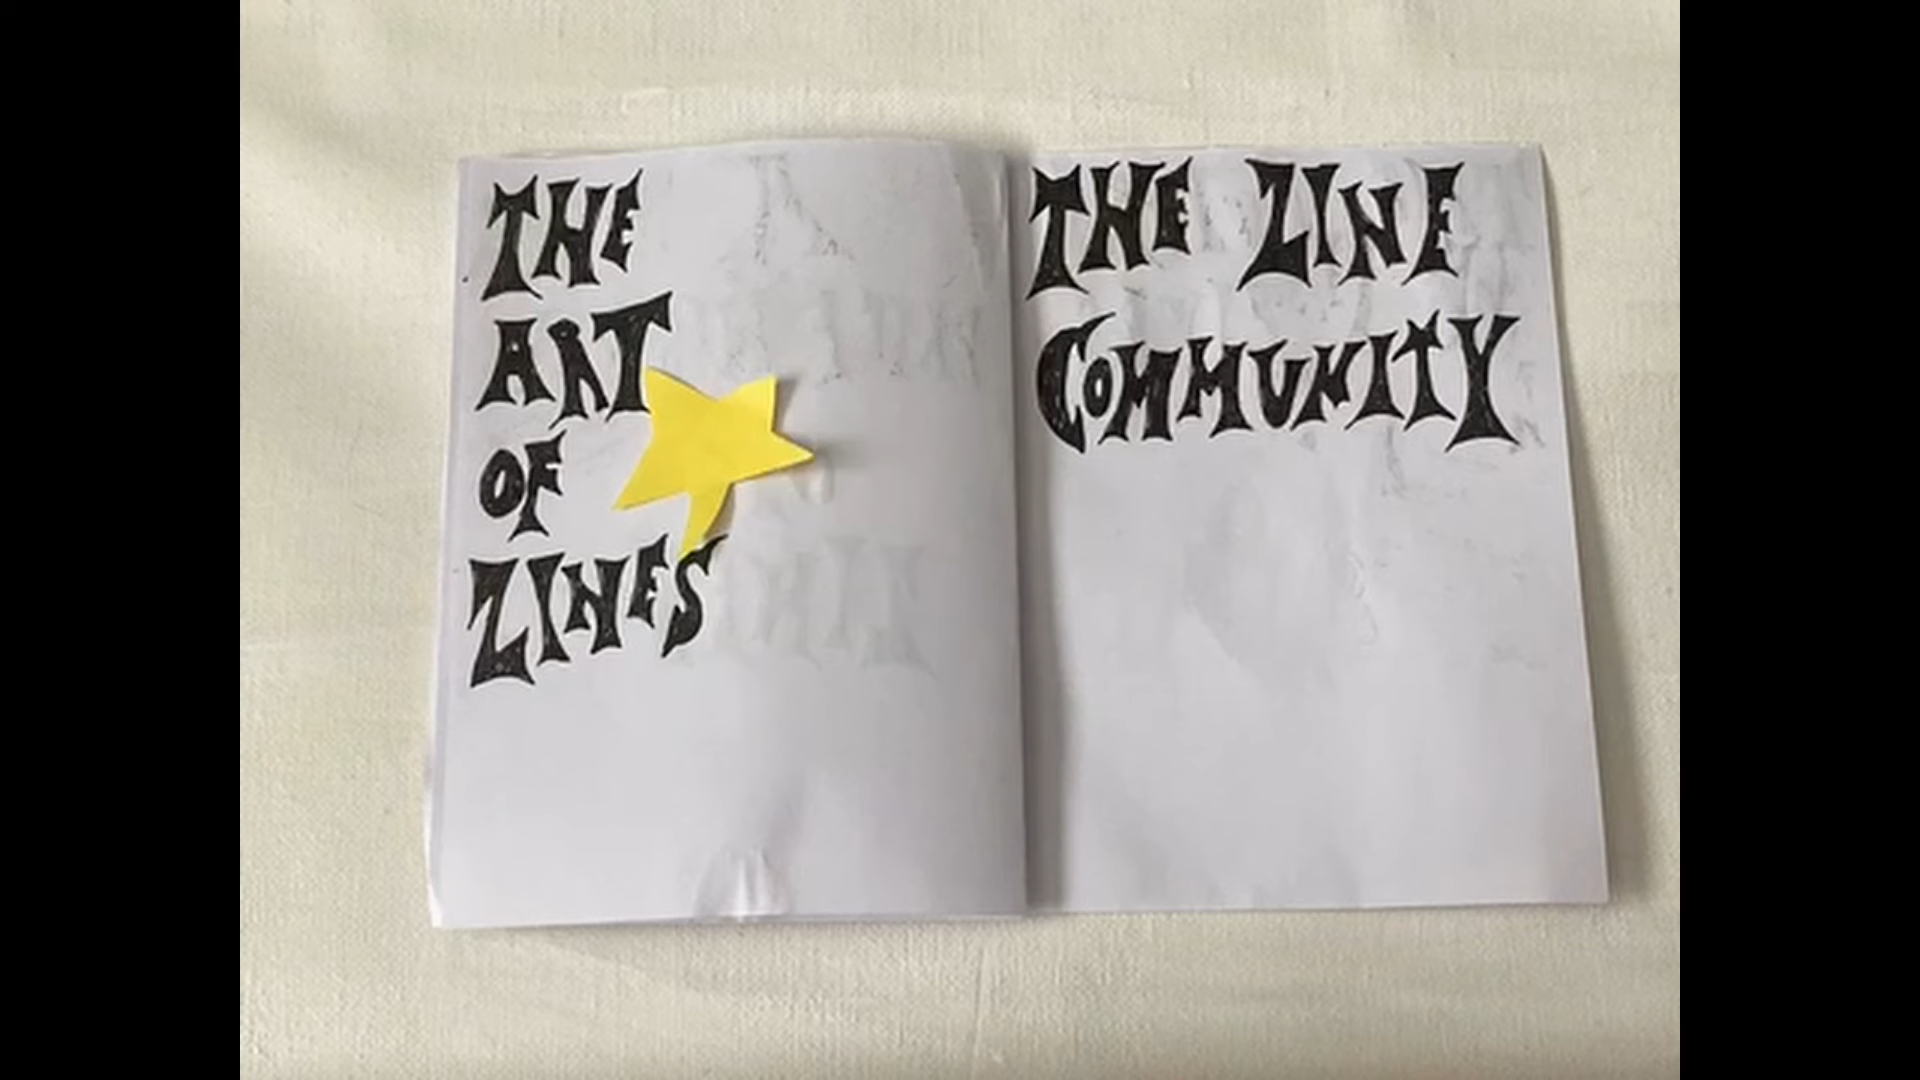 THE
ART
OF
ZINES
THE ZINE
COMMUNITY